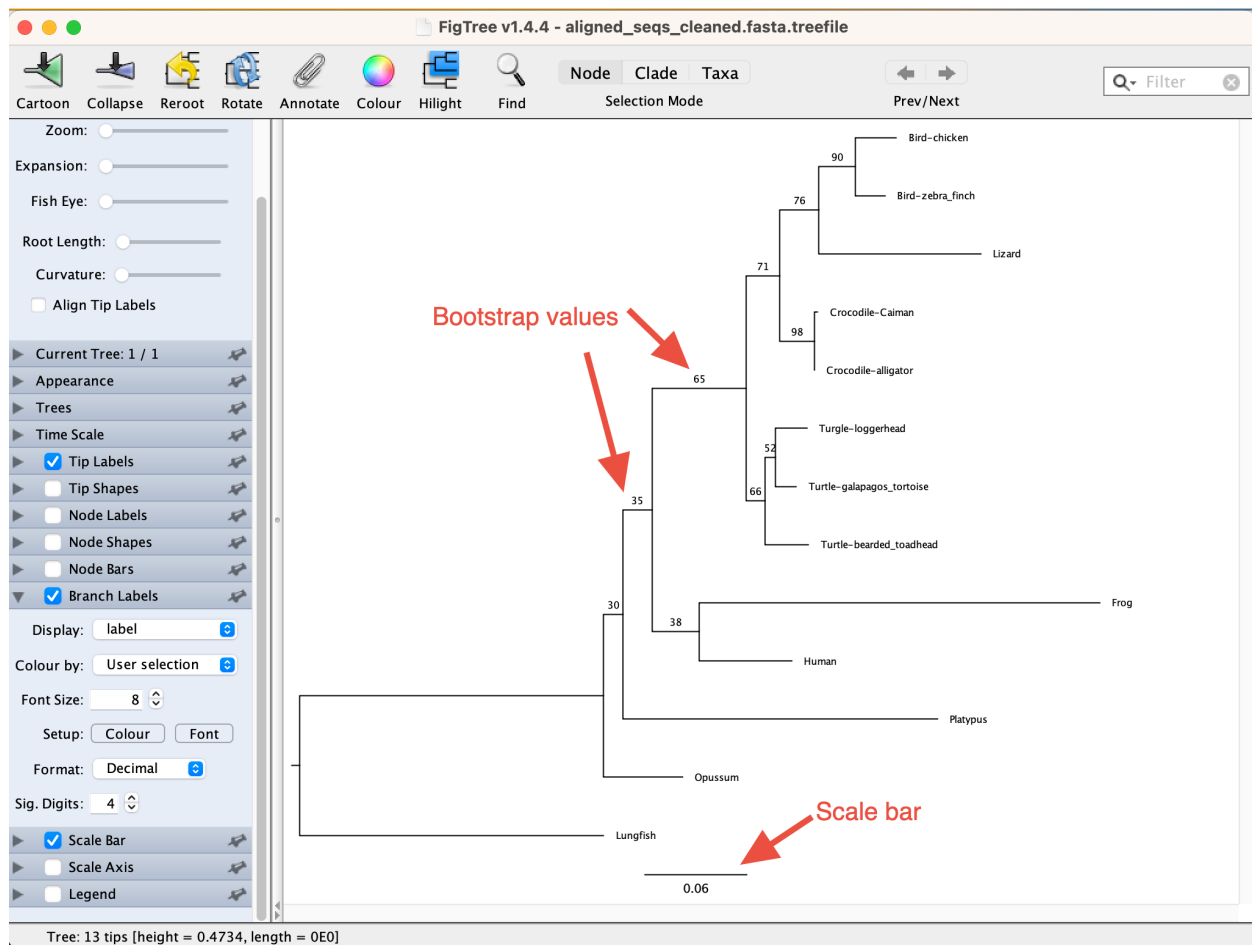 FigTree v1.4.4 - aligned_seqs_cleaned.fasta.treefile
Cartoon Collapse Reroot Rotate Annotate Colour Hilight Find
Node Clade Taxa
Selection Mode
Prev/Next
Filter
Zoom:
Expansion:
Fish Eye:
Root Length:
Curvature:
Align Tip Labels
Current Tree: 1 / 1
Appearance
Trees
Time Scale
Tip Labels
Tip Shapes
Node Labels
Node Shapes
Node Bars
Branch Labels
Display: label
Colour by: User selection
Font Size: 8
Setup: Colour Font
Format: Decimal
Sig. Digits: 4
Scale Bar
Scale Axis
Legend
Bird-chicken
90
Bird-zebra_finch
76
Lizard
71
Bootstrap values
Crocodile-Caiman
98
Crocodile-alligator
65
Turgle-loggerhead
52
Turtle-galapagos_tortoise
66
35
Turtle-bearded_toadhead
Frog
30
38
Human
Platypus
Opussum
Scale bar
Lungfish
0.06
Tree: 13 tips [height = 0.4734, length = 0E0]